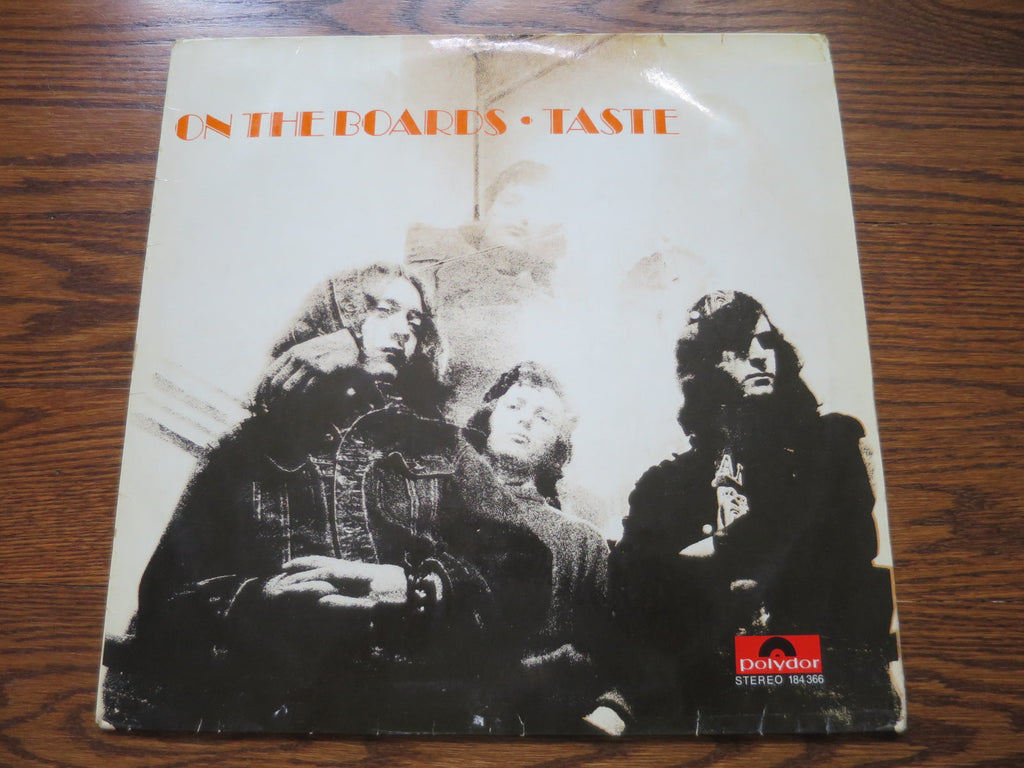 ON THE BOARDS • TASTE
polydor
STEREO 184 366